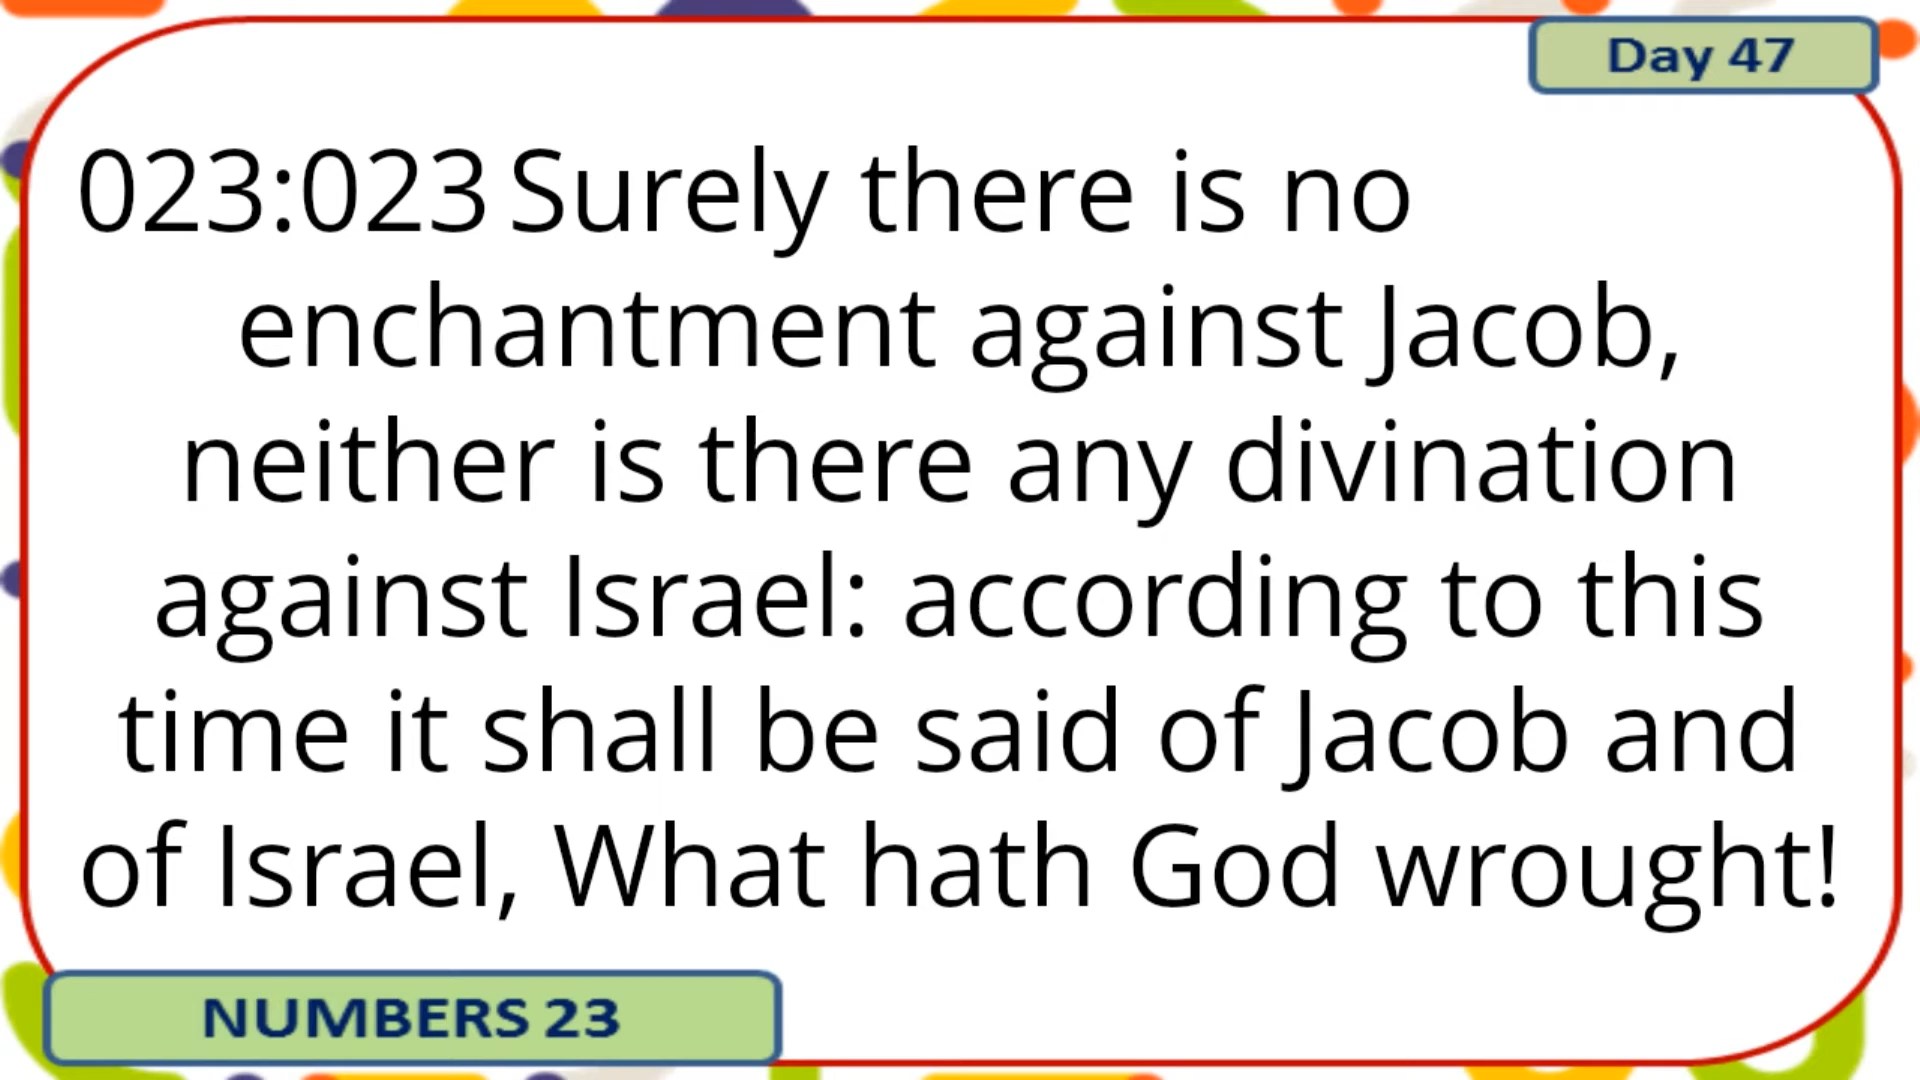 Day 47
023:023 Surely there is no
enchantment against Jacob,
neither is there any divination
against Israel: according to this
time it shall be said of Jacob and
of Israel, What hath God wrought!
NUMBERS 23